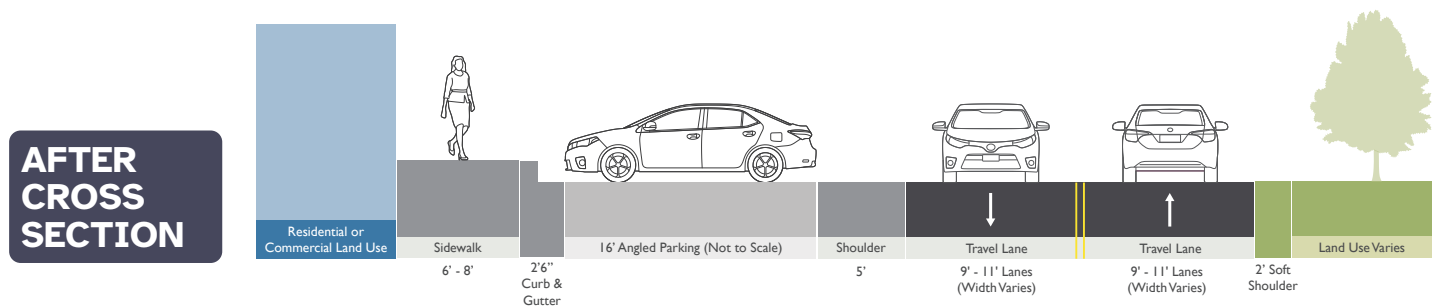 AFTER
CROSS
SECTION
Residential or
Commercial Land Use
Sidewalk
6' - 8'
2'6”
Curb &
Gutter
16' Angled Parking (Not to Scale)
Shoulder
5'
Travel Lane
9' - 11' Lanes
(Width Varies)
Travel Lane
9' - 11' Lanes
(Width Varies)
2' Soft
Shoulder
Land Use Varies